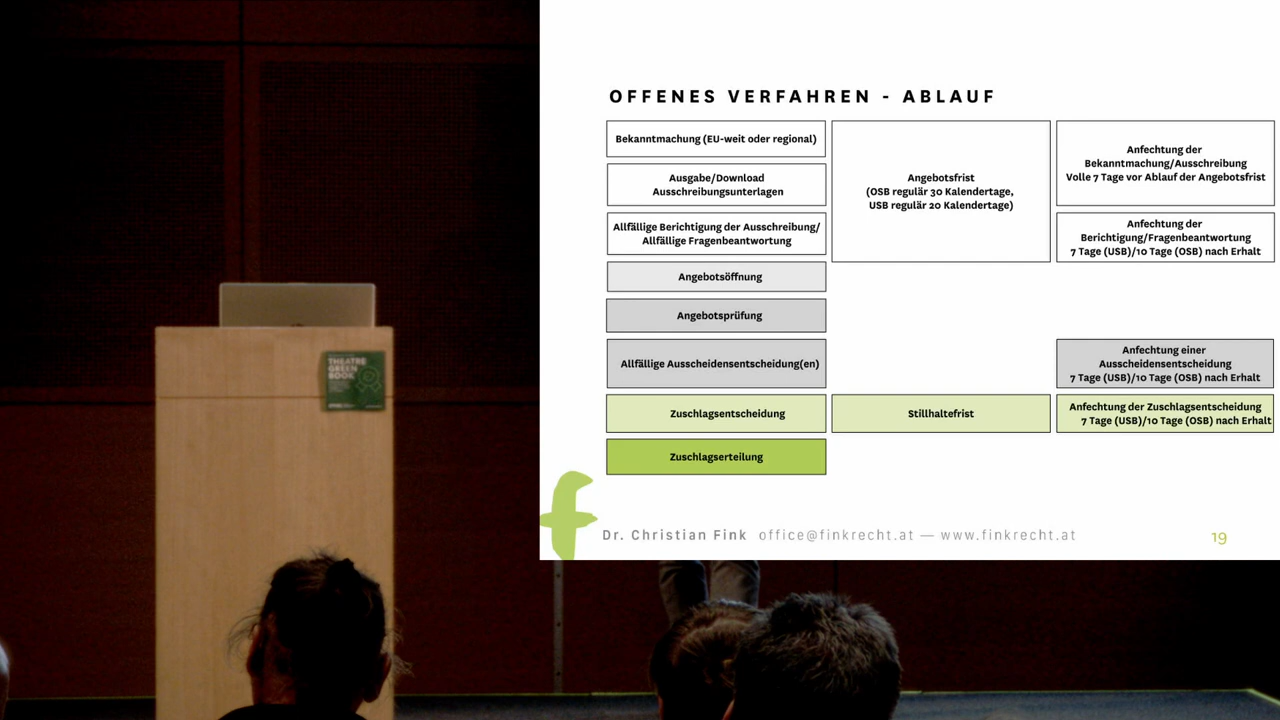 OFFENES VERFAHREN - ABLAUF
Bekanntmachung (EU-weit oder regional)
Ausgabe/Download
Ausschreibungsunterlagen
Allfällige Berichtigung der Ausschreibung/
Allfällige Fragenbeantwortung
Angebotsöffnung
Angebotsprüfung
Allfällige Ausscheidensentscheidung(en)
Zuschlagsentscheidung
Zuschlagserteilung
Angebotsfrist
(OSB regulär 30 Kalendertage,
USB regulär 20 Kalendertage)
Stillhaltefrist
Anfechtung der
Bekanntmachung/Ausschreibung
Volle 7 Tage vor Ablauf der Angebotsfrist
Anfechtung der
Berichtigung/Fragenbeantwortung
7 Tage (USB)/10 Tage (OSB) nach Erhalt
Anfechtung einer
Ausscheidensentscheidung
7 Tage (USB)/10 Tage (OSB) nach Erhalt
Anfechtung der Zuschlagsentscheidung
7 Tage (USB)/10 Tage (OSB) nach Erhalt
f
Dr. Christian Fink office@finkrecht.at — www.finkrecht.at
19
THEATRE
GREEN
BOOK